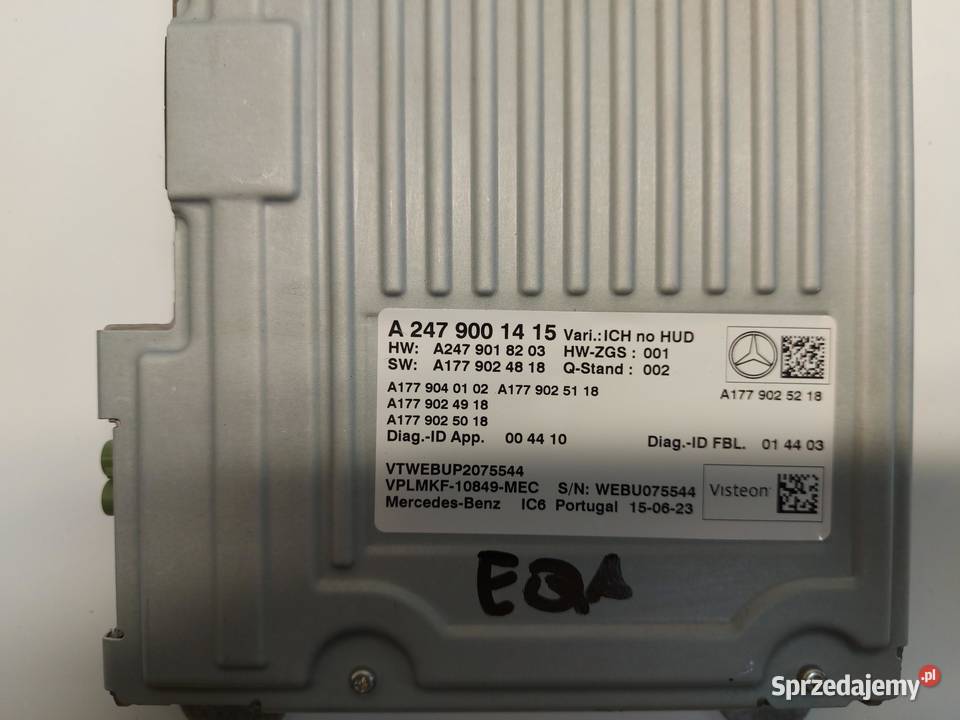 A 247 900 14 15 Vari.:ICH no HUD
HW: A247 901 82 03 HW-ZGS : 001
SW: A177 902 48 18 Q-Stand : 002
A177 904 01 02 A177 902 51 18
A177 902 49 18
A177 902 50 18
A177 902 52 18
Diag.-ID App. 00 44 10 Diag.-ID FBL. 01 44 03
VTWEBUP2075544
VPLMKF-10849-MEC S/N: WEBU075544
Mercedes-Benz IC6 Portugal 15-06-23
Visteon
EQA
Sprzedajemy.pl